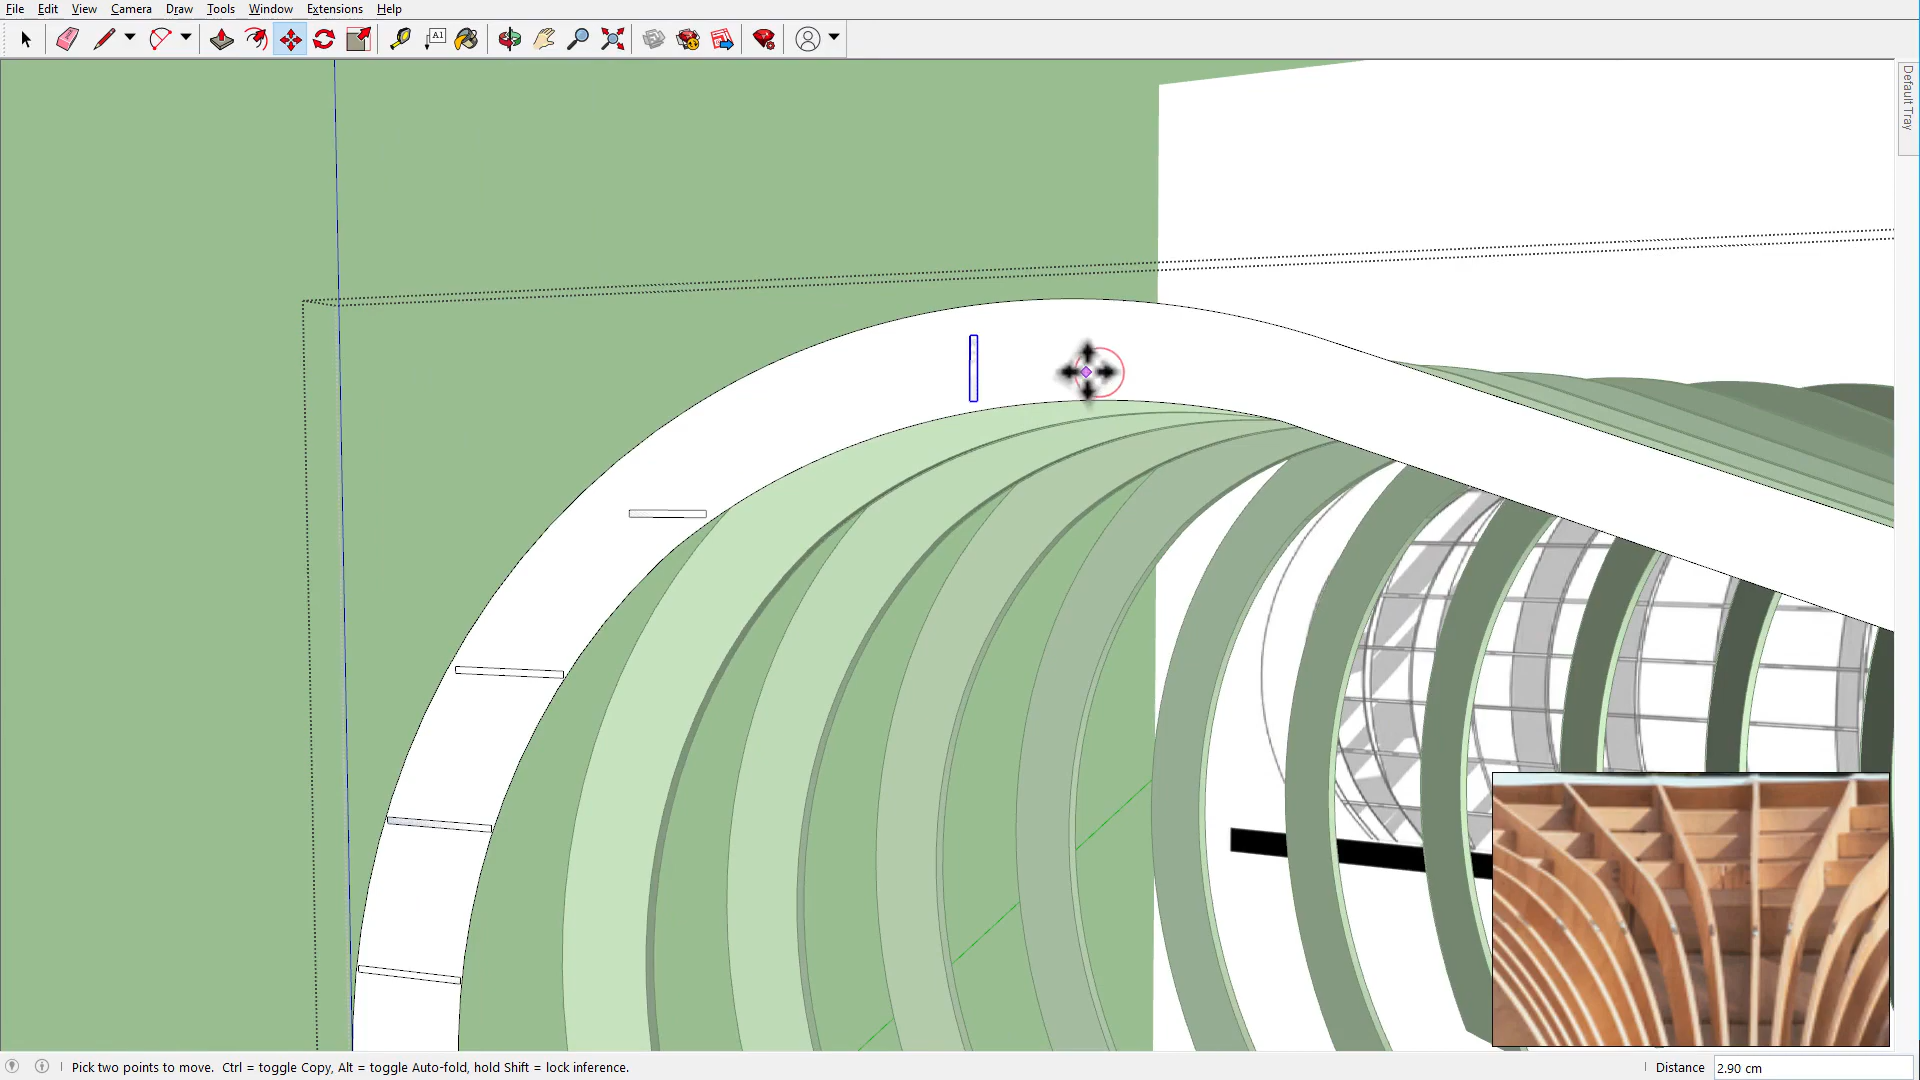 File Edit View Camera Draw Tools Window Extensions Help
A1
Default Tray
Pick two points to move. Ctrl = toggle Copy, Alt = toggle Auto-fold, hold Shift = lock inference.
Distance 2.90 cm